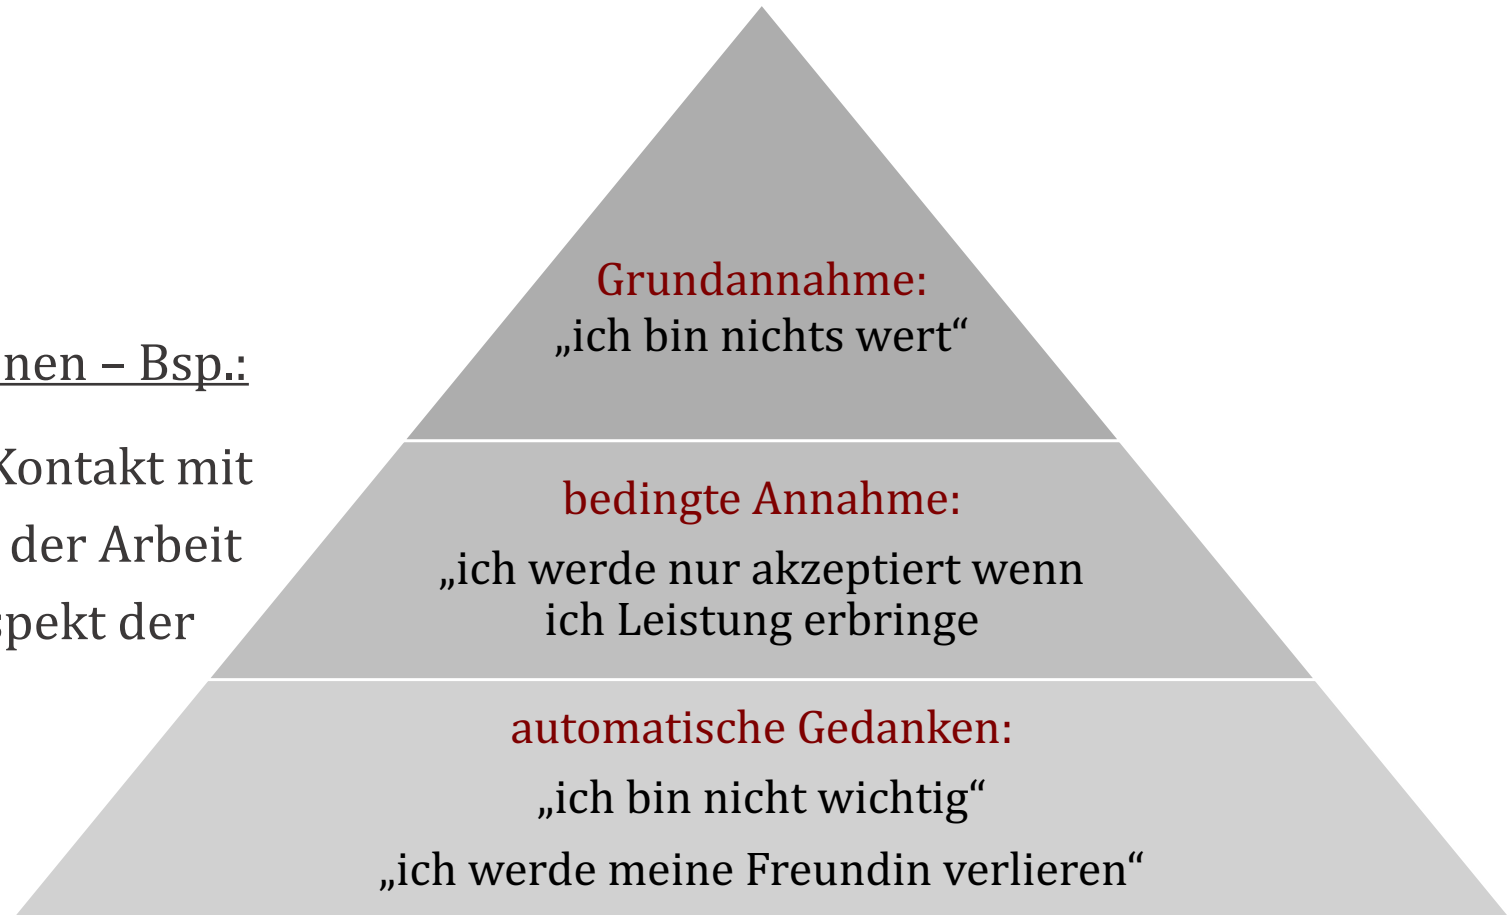 Grundannahme:
„ich bin nichts wert“
nen – Bsp.:
Kontakt mit
der Arbeit
spekt der
bedingte Annahme:
„ich werde nur akzeptiert wenn
ich Leistung erbringe
automatische Gedanken:
„ich bin nicht wichtig“
„ich werde meine Freundin verlieren“